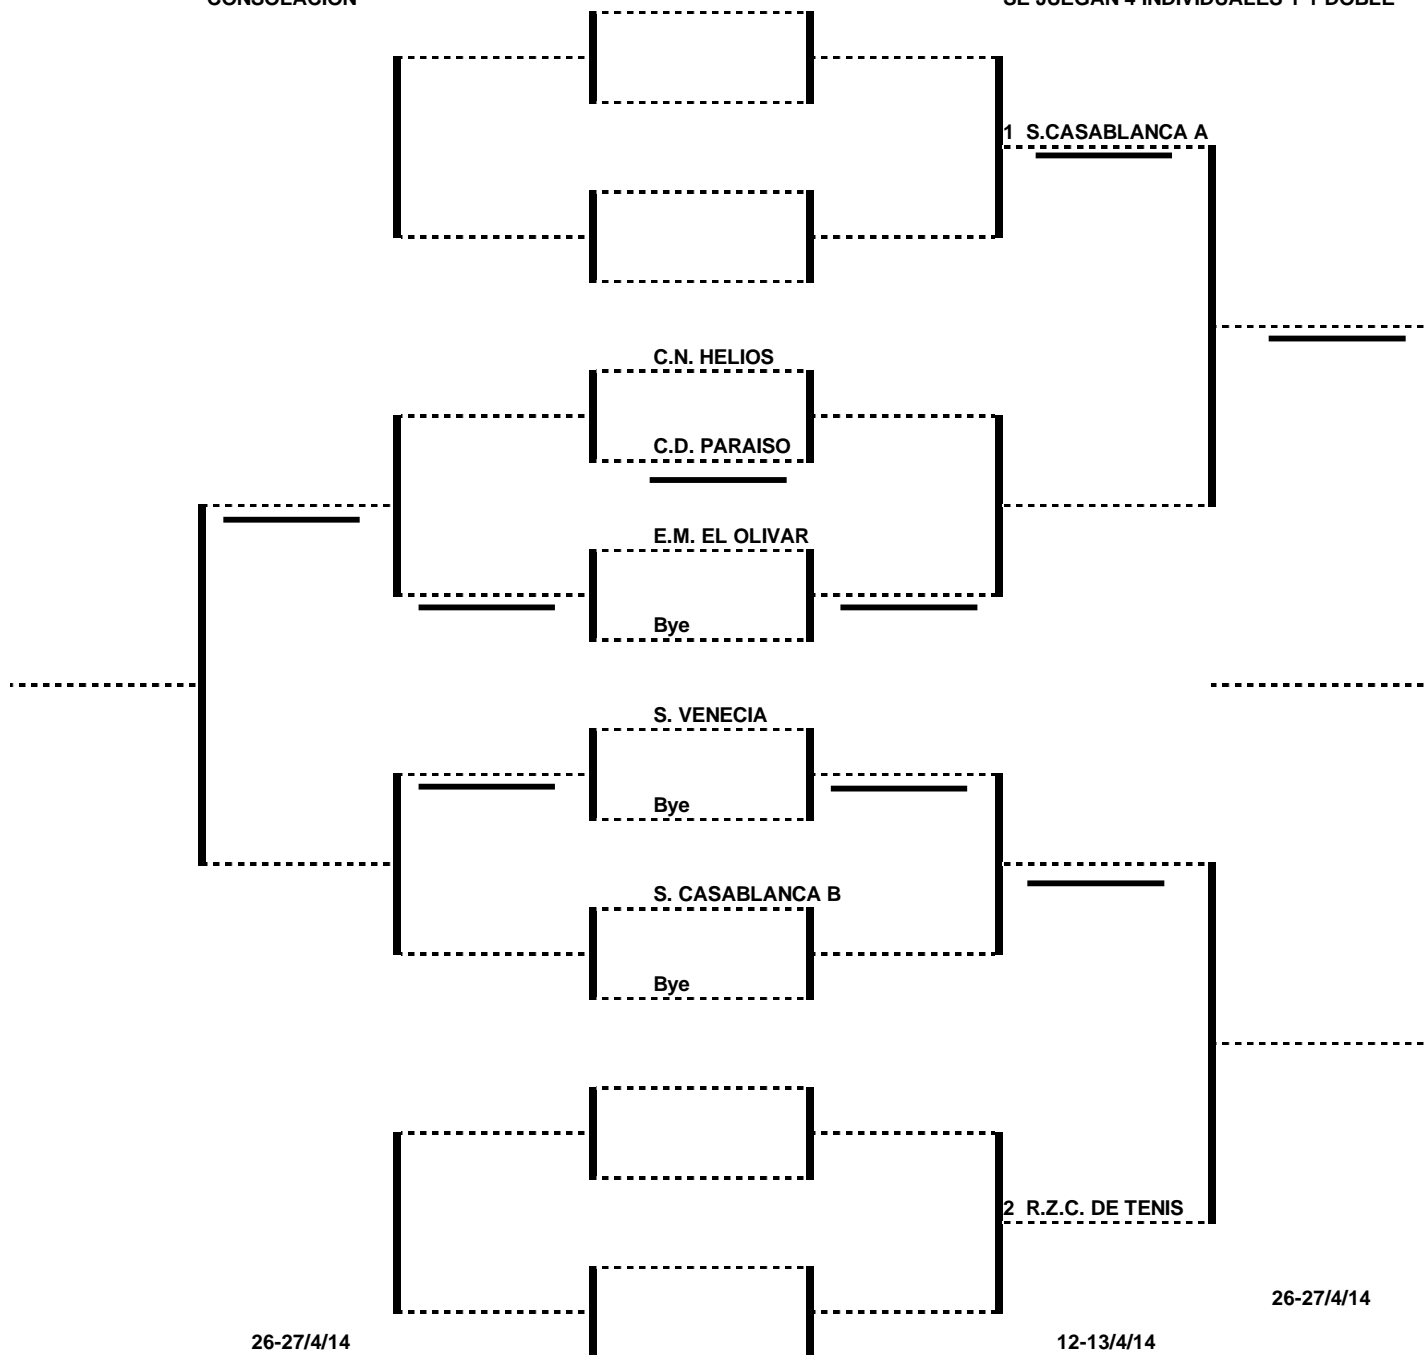 CONSOLACION
SE JUEGAN 4 INDIVIDUALES Y 1 DOBLE
1 S.CASABLANCA A
C.N. HELIOS
C.D. PARAISO
E.M. EL OLIVAR
Bye
S. VENECIA
Bye
S. CASABLANCA B
Bye
2 R.Z.C. DE TENIS
26-27/4/14
26-27/4/14
12-13/4/14